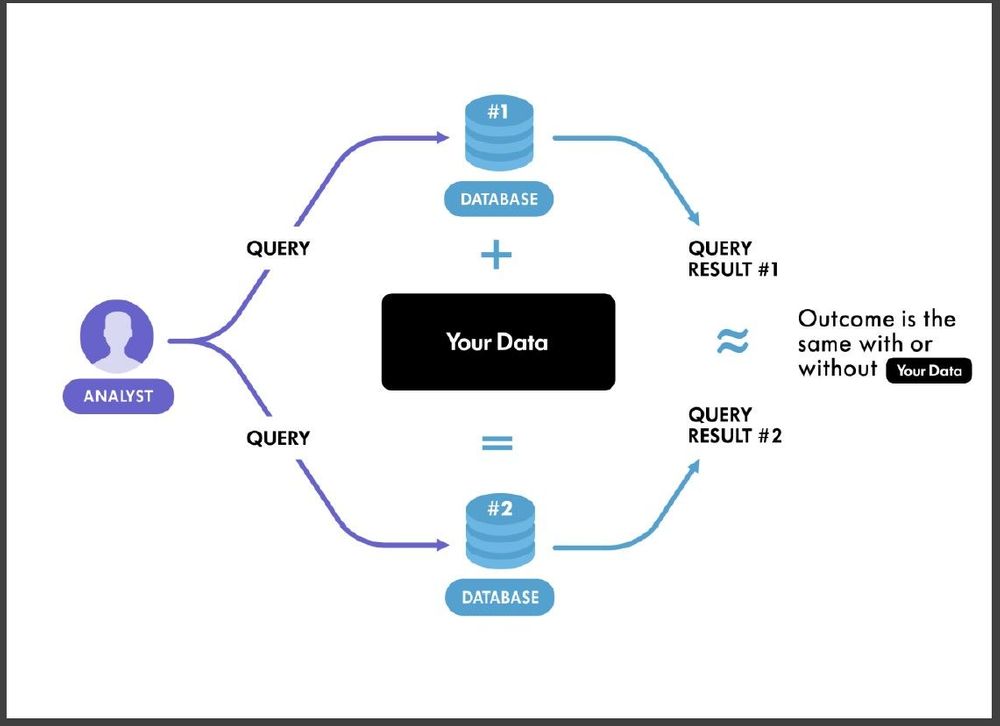 #1
DATABASE
+
QUERY
QUERY
RESULT #1
ANALYST
Your Data
≈
Outcome is the
same with or
without Your Data
QUERY
=
QUERY
RESULT #2
#2
DATABASE